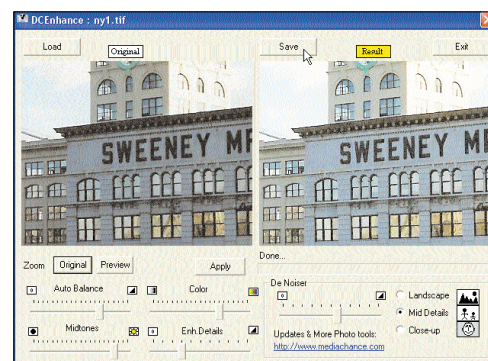 DCEnhance : ny1.tif
Load
Original
Save
Result
Exit
SWEENEY MF
SWEENEY MI
Done...
Zoom
Original
Preview
Apply
Auto Balance
Color
Midtones
Enh.Details
De Noiser
Landscape
Mid Details
Close-up
Updates & More Photo tools:
http://www.mediachance.com